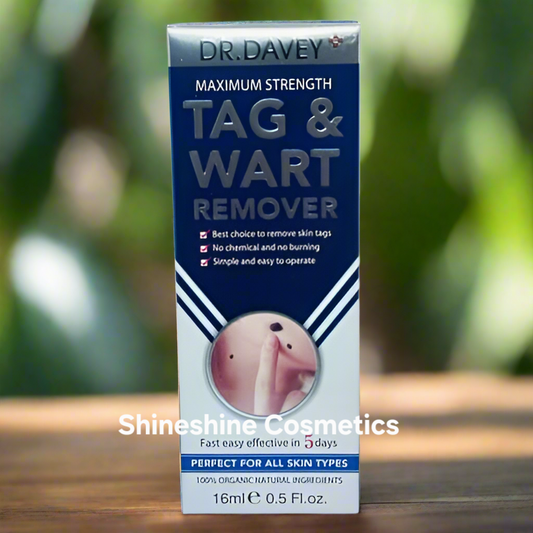 DR.DAVEY
MAXIMUM STRENGTH
TAG &
WART
REMOVER
Best choice to remove skin tags
No chemical and no burning
Simple and easy to operate
Shineshine Cosmetics
Fast easy effective in 5 days
PERFECT FOR ALL SKIN TYPES
100% ORGANIC NATURAL INGREDIENTS
16ml℮ 0.5 Fl.oz.